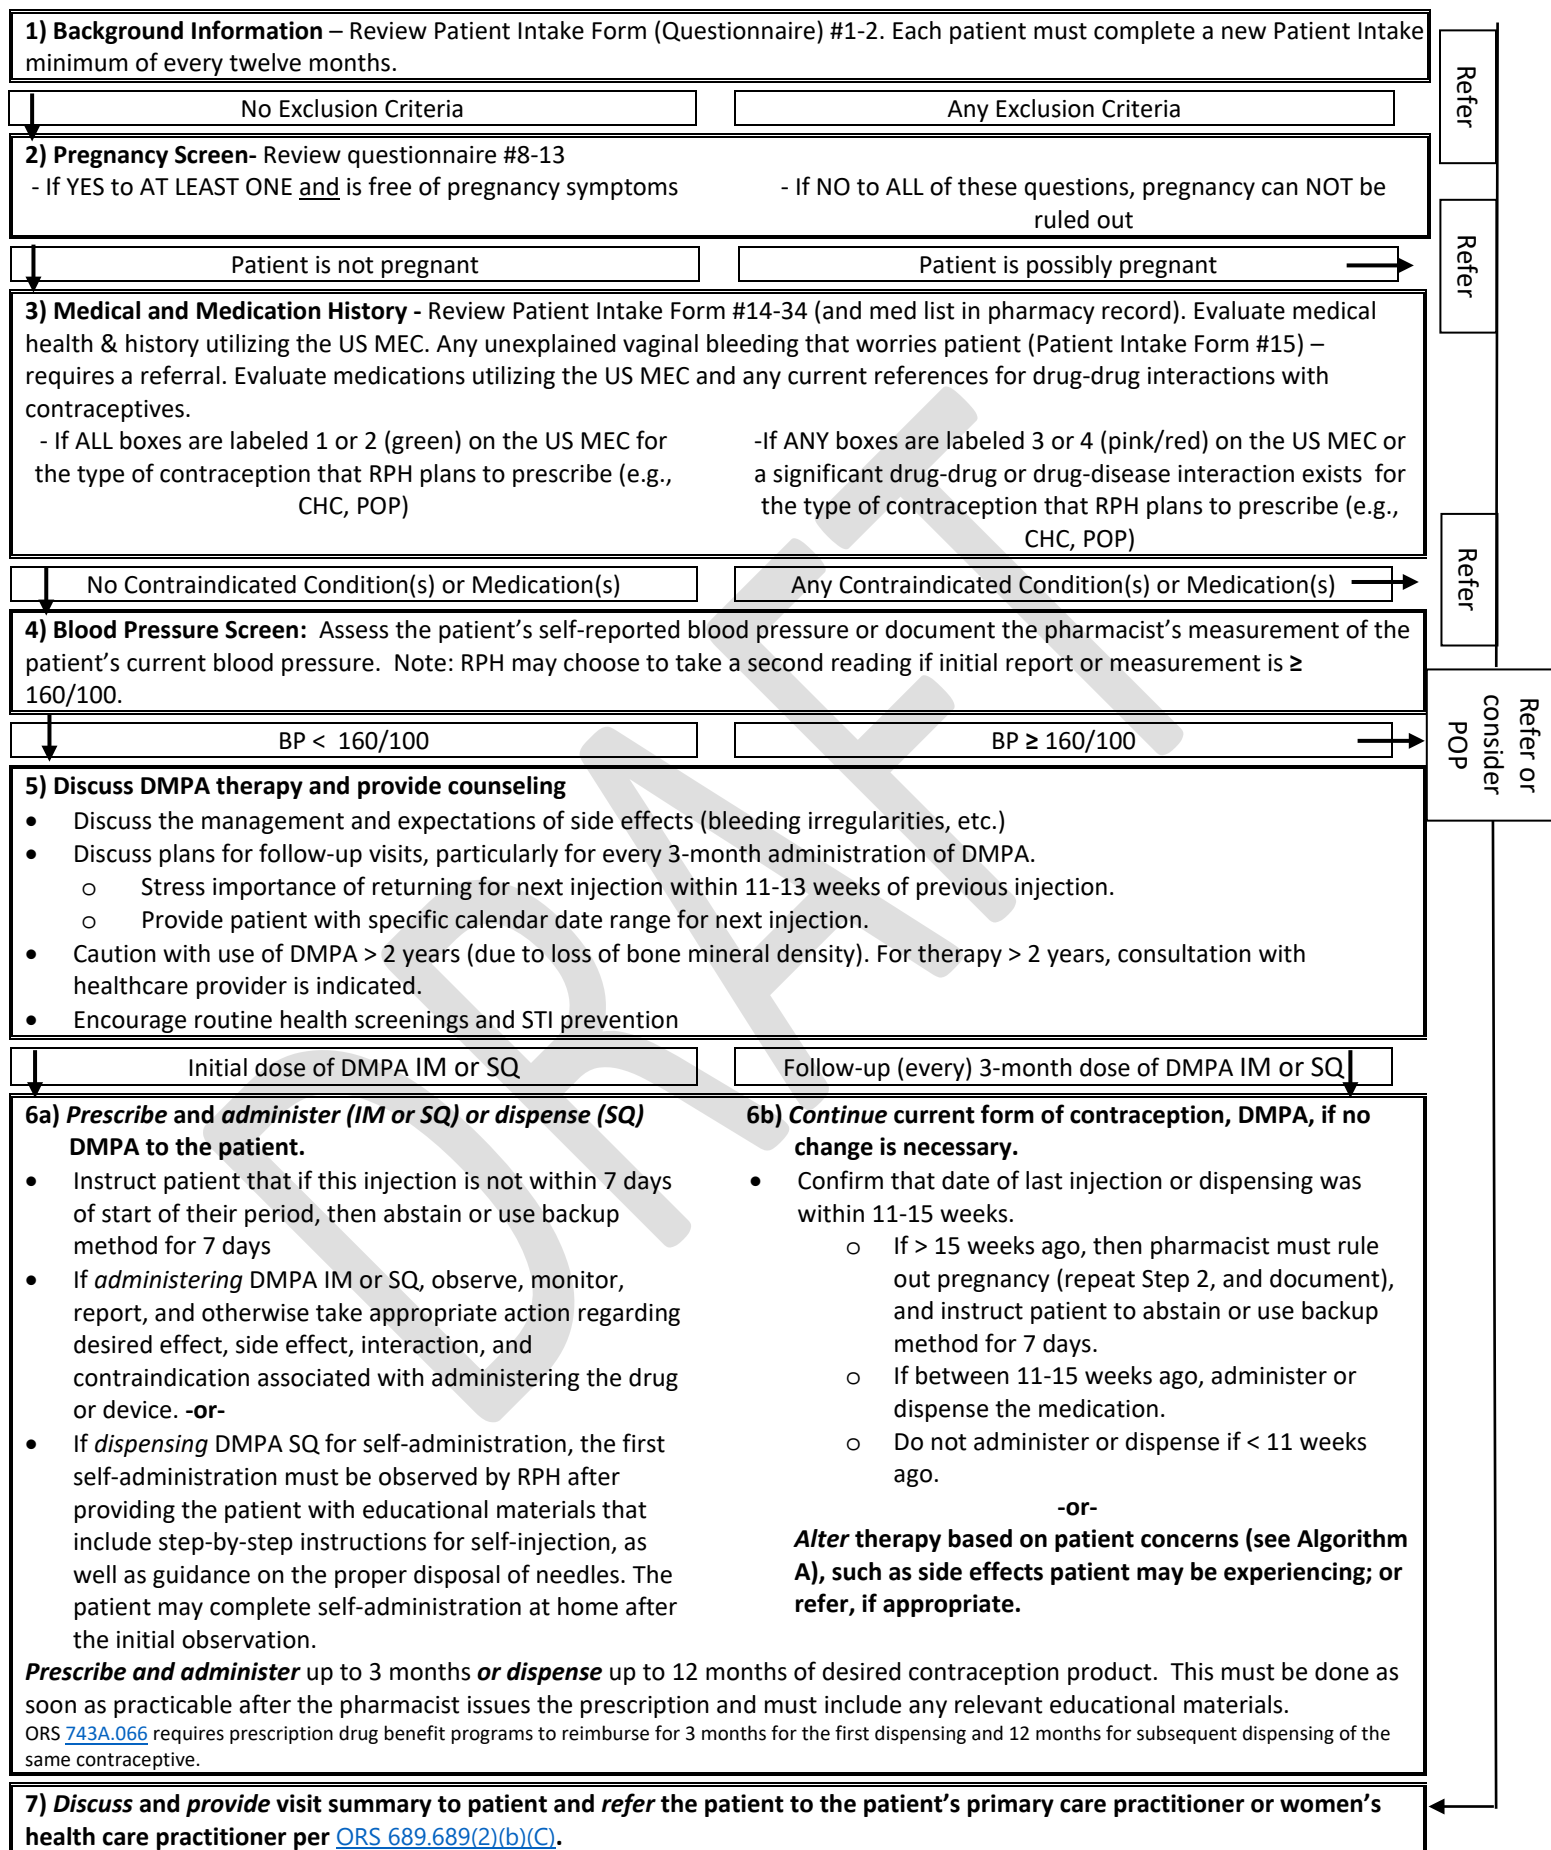 1) Background Information – Review Patient Intake Form (Questionnaire) #1-2. Each patient must complete a new Patient Intake
minimum of every twelve months.
Refer
No Exclusion Criteria
Any Exclusion Criteria
2) Pregnancy Screen- Review questionnaire #8-13
- If YES to AT LEAST ONE and is free of pregnancy symptoms
- If NO to ALL of these questions, pregnancy can NOT be
ruled out
Refer
Patient is not pregnant
Patient is possibly pregnant
3) Medical and Medication History - Review Patient Intake Form #14-34 (and med list in pharmacy record). Evaluate medical
health & history utilizing the US MEC. Any unexplained vaginal bleeding that worries patient (Patient Intake Form #15) –
requires a referral. Evaluate medications utilizing the US MEC and any current references for drug-drug interactions with
contraceptives.
- If ALL boxes are labeled 1 or 2 (green) on the US MEC for
the type of contraception that RPH plans to prescribe (e.g.,
CHC, POP)
-If ANY boxes are labeled 3 or 4 (pink/red) on the US MEC or
a significant drug-drug or drug-disease interaction exists for
the type of contraception that RPH plans to prescribe (e.g.,
CHC, POP)
Refer
No Contraindicated Condition(s) or Medication(s)
Any Contraindicated Condition(s) or Medication(s)
4) Blood Pressure Screen: Assess the patient's self-reported blood pressure or document the pharmacist's measurement of the
patient's current blood pressure. Note: RPH may choose to take a second reading if initial report or measurement is ≥
160/100.
Refer or
consider
POP
BP < 160/100
BP ≥ 160/100
5) Discuss DMPA therapy and provide counseling
• Discuss the management and expectations of side effects (bleeding irregularities, etc.)
• Discuss plans for follow-up visits, particularly for every 3-month administration of DMPA.
o Stress importance of returning for next injection within 11-13 weeks of previous injection.
o Provide patient with specific calendar date range for next injection.
• Caution with use of DMPA > 2 years (due to loss of bone mineral density). For therapy > 2 years, consultation with
healthcare provider is indicated.
• Encourage routine health screenings and STI prevention
Initial dose of DMPA IM or SQ
Follow-up (every) 3-month dose of DMPA IM or SQ
6a) Prescribe and administer (IM or SQ) or dispense (SQ)
DMPA to the patient.
• Instruct patient that if this injection is not within 7 days
of start of their period, then abstain or use backup
method for 7 days
• If administering DMPA IM or SQ, observe, monitor,
report, and otherwise take appropriate action regarding
desired effect, side effect, interaction, and
contraindication associated with administering the drug
or device. -or-
• If dispensing DMPA SQ for self-administration, the first
self-administration must be observed by RPH after
providing the patient with educational materials that
include step-by-step instructions for self-injection, as
well as guidance on the proper disposal of needles. The
patient may complete self-administration at home after
the initial observation.
6b) Continue current form of contraception, DMPA, if no
change is necessary.
• Confirm that date of last injection or dispensing was
within 11-15 weeks.
o If > 15 weeks ago, then pharmacist must rule
out pregnancy (repeat Step 2, and document),
and instruct patient to abstain or use backup
method for 7 days.
o If between 11-15 weeks ago, administer or
dispense the medication.
o Do not administer or dispense if < 11 weeks
ago.
-or-
Alter therapy based on patient concerns (see Algorithm
A), such as side effects patient may be experiencing; or
refer, if appropriate.
Prescribe and administer up to 3 months or dispense up to 12 months of desired contraception product. This must be done as
soon as practicable after the pharmacist issues the prescription and must include any relevant educational materials.
ORS 743A.066 requires prescription drug benefit programs to reimburse for 3 months for the first dispensing and 12 months for subsequent dispensing of the
same contraceptive.
7) Discuss and provide visit summary to patient and refer the patient to the patient's primary care practitioner or women's
health care practitioner per ORS 689.689(2)(b)(C).
DRAFT